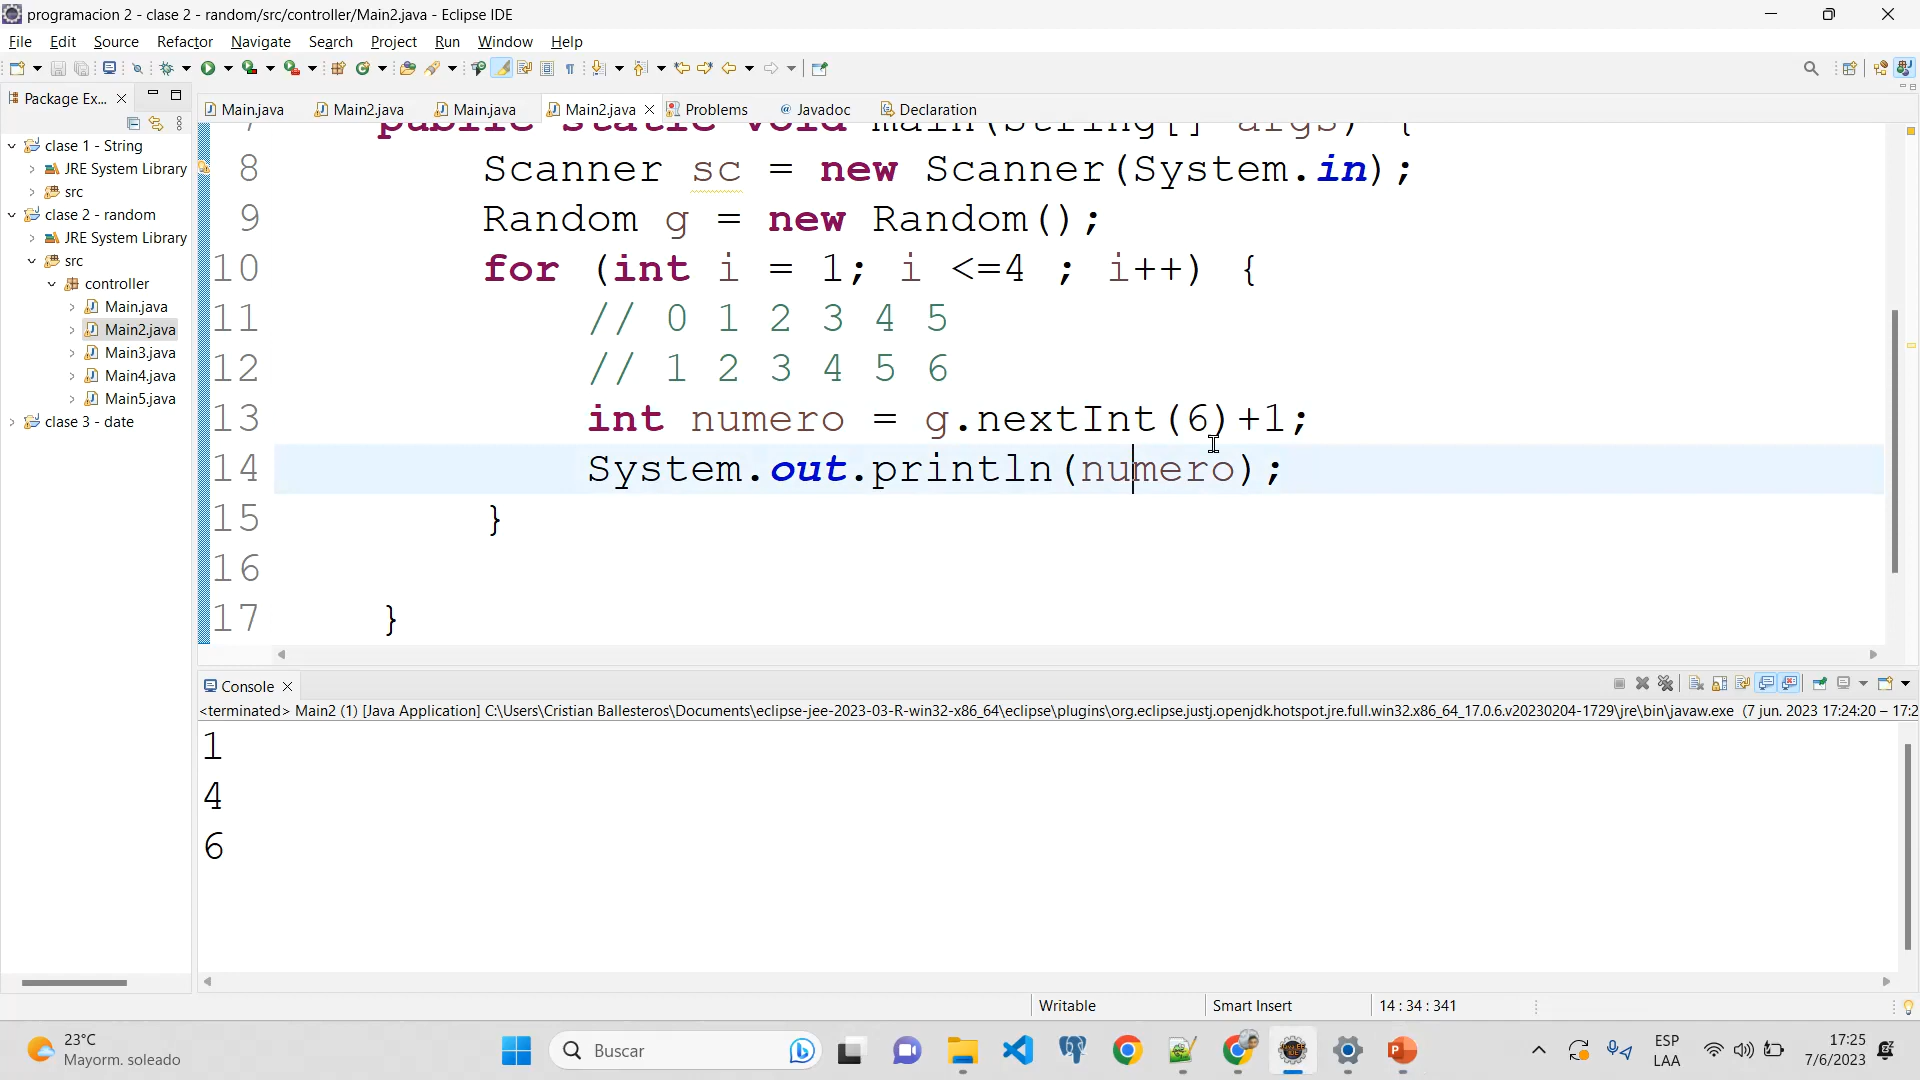 programacion 2 - clase 2 - random/src/controller/Main2.java - Eclipse IDE
File Edit Source Refactor Navigate Search Project Run Window Help
Package Ex...
Main.java Main2.java Main.java Main2.java Problems @ Javadoc Declaration
clase 1 - String
JRE System Library
src
clase 2 - random
JRE System Library
src
controller
Main.java
Main2.java
Main3.java
Main4.java
Main5.java
clase 3 - date
7 public static void main(String[] args) {
8 Scanner sc = new Scanner(System.in);
9 Random g = new Random();
10 for (int i = 1; i <=4 ; i++) {
11 // 0 1 2 3 4 5
12 // 1 2 3 4 5 6
13 int numero = g.nextInt(6)+1;
14 System.out.println(numero);
15 }
16
17 }
Console
<terminated> Main2 (1) [Java Application] C:\Users\Cristian Ballesteros\Documents\eclipse-jee-2023-03-R-win32-x86_64\eclipse\plugins\org.eclipse.justj.openjdk.hotspot.jre.full.win32.x86_64_17.0.6.v20230204-1729\jre\bin\javaw.exe (7 jun. 2023 17:24:20 – 17:2
1
4
6
Writable Smart Insert 14 : 34 : 341
23°C
Mayorm. soleado
Buscar
ESP
LAA
17:25
7/6/2023